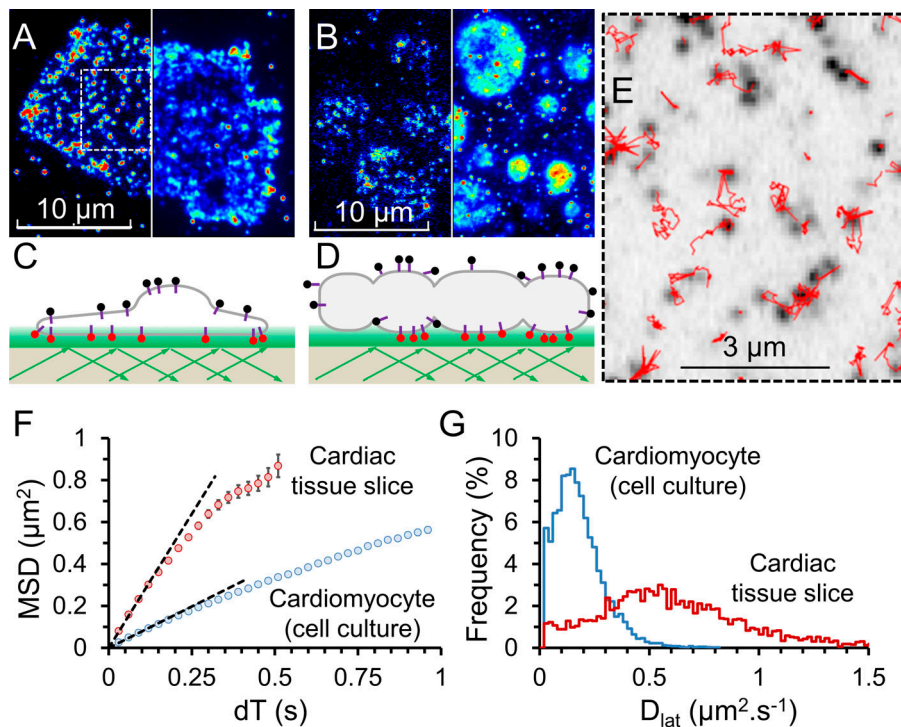 A
10 µm
B
10 µm
E
3 µm
C
D
F
MSD (µm²)
1
0.8
0.6
0.4
0.2
0
Cardiac
tissue slice
Cardiomyocyte
(cell culture)
0 0.25 0.5 0.75 1
dT (s)
G
Frequency (%)
10
8
6
4
2
0
Cardiomyocyte
(cell culture)
Cardiac
tissue slice
0 0.5 1 1.5
Dlat (µm².s⁻¹)